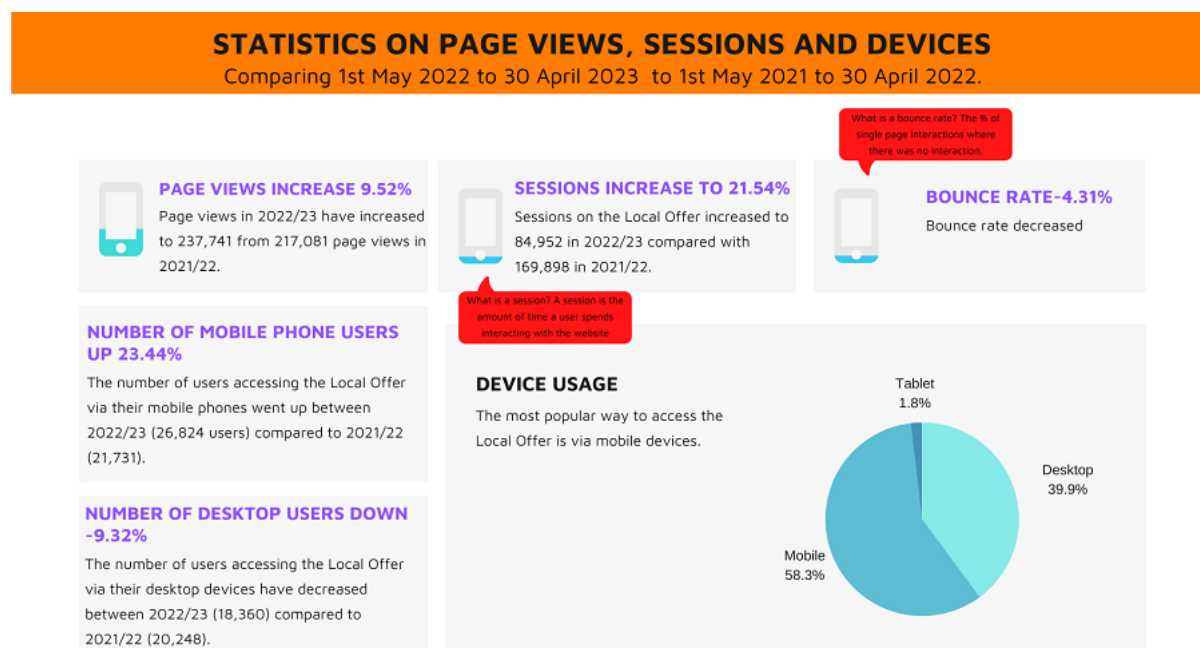 STATISTICS ON PAGE VIEWS, SESSIONS AND DEVICES
Comparing 1st May 2022 to 30 April 2023 to 1st May 2021 to 30 April 2022.
What is a bounce rate? The % of
single page interactions where
there was no interaction.
PAGE VIEWS INCREASE 9.52%
Page views in 2022/23 have increased
to 237,741 from 217,081 page views in
2021/22.
SESSIONS INCREASE TO 21.54%
Sessions on the Local Offer increased to
84,952 in 2022/23 compared with
169,898 in 2021/22.
BOUNCE RATE-4.31%
Bounce rate decreased
What is a session? A session is the
amount of time a user spends
interacting with the website
NUMBER OF MOBILE PHONE USERS
UP 23.44%
The number of users accessing the Local Offer
via their mobile phones went up between
2022/23 (26,824 users) compared to 2021/22
(21,731).
NUMBER OF DESKTOP USERS DOWN
-9.32%
The number of users accessing the Local Offer
via their desktop devices have decreased
between 2022/23 (18,360) compared to
2021/22 (20,248).
DEVICE USAGE
The most popular way to access the
Local Offer is via mobile devices.
Tablet
1.8%
Desktop
39.9%
Mobile
58.3%